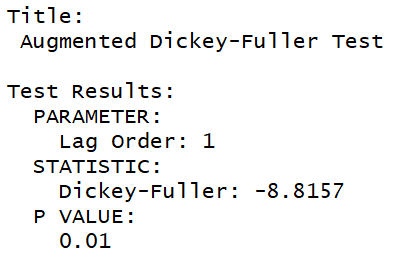 Title:
Augmented Dickey-Fuller Test
Test Results:
PARAMETER:
Lag Order: 1
STATISTIC:
Dickey-Fuller: -8.8157
P VALUE:
0.01